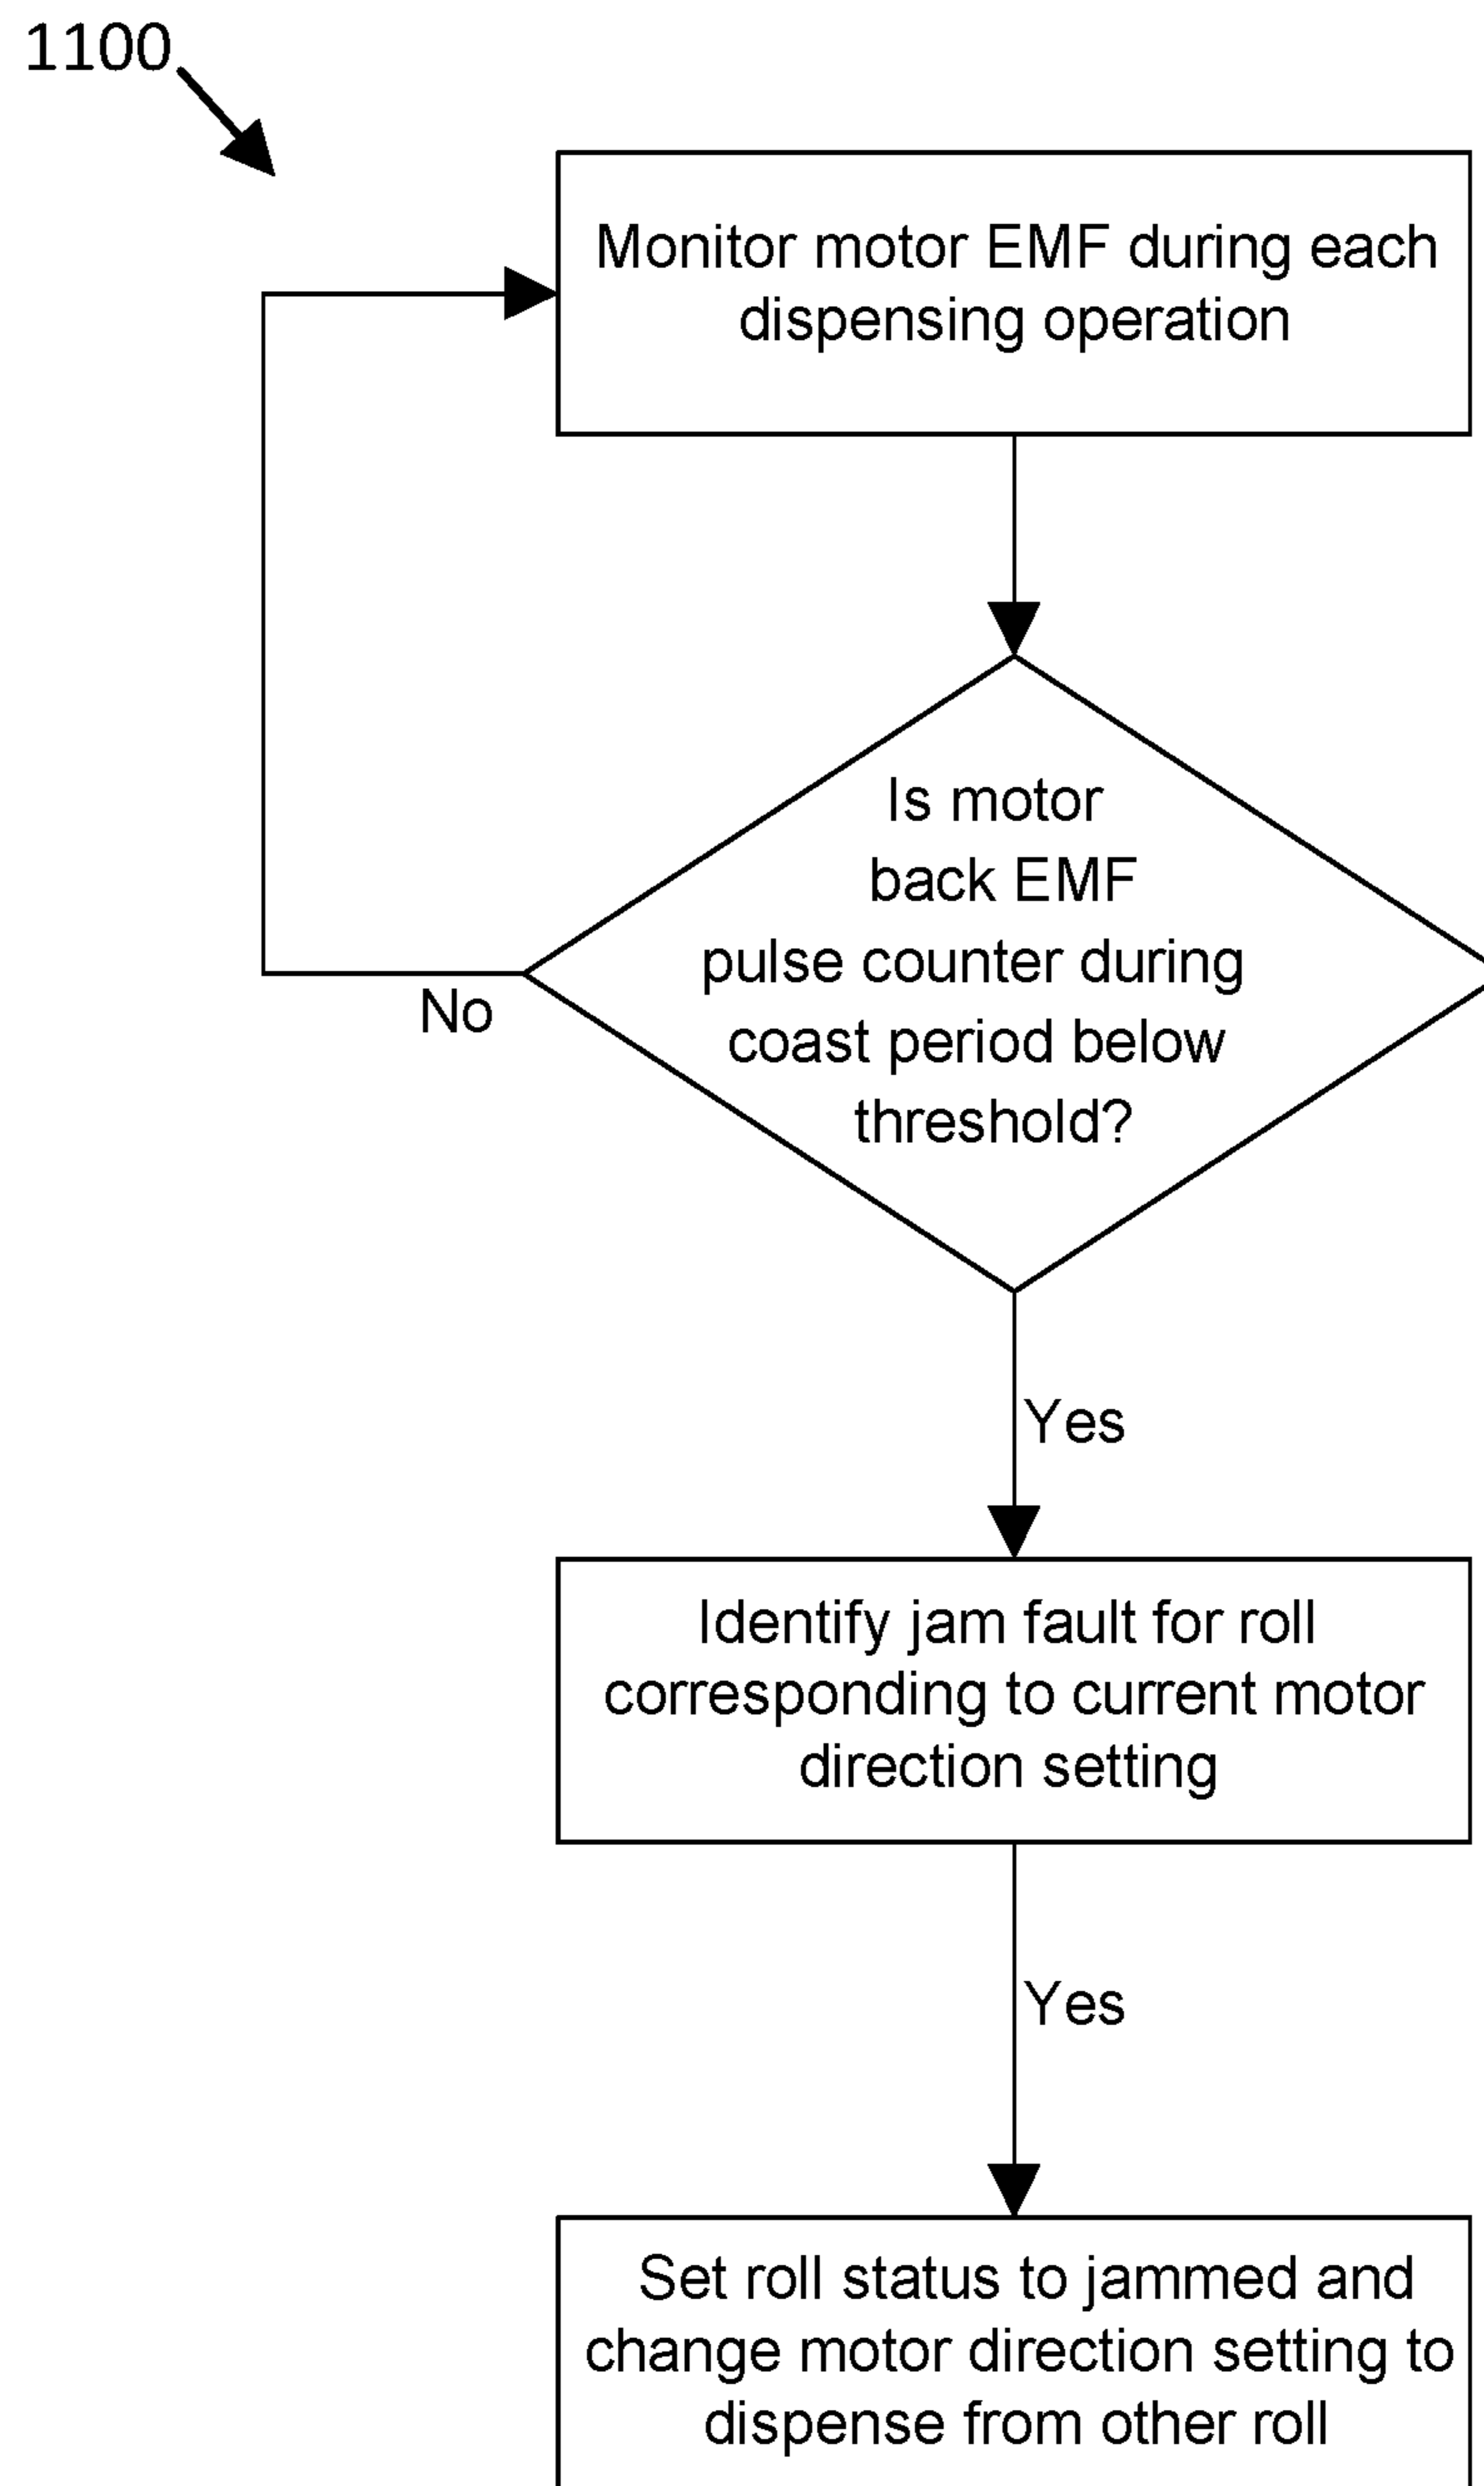 1100
Monitor motor EMF during each
dispensing operation
Is motor
back EMF
pulse counter during
coast period below
threshold?
No
Yes
Identify jam fault for roll
corresponding to current motor
direction setting
Yes
Set roll status to jammed and
change motor direction setting to
dispense from other roll